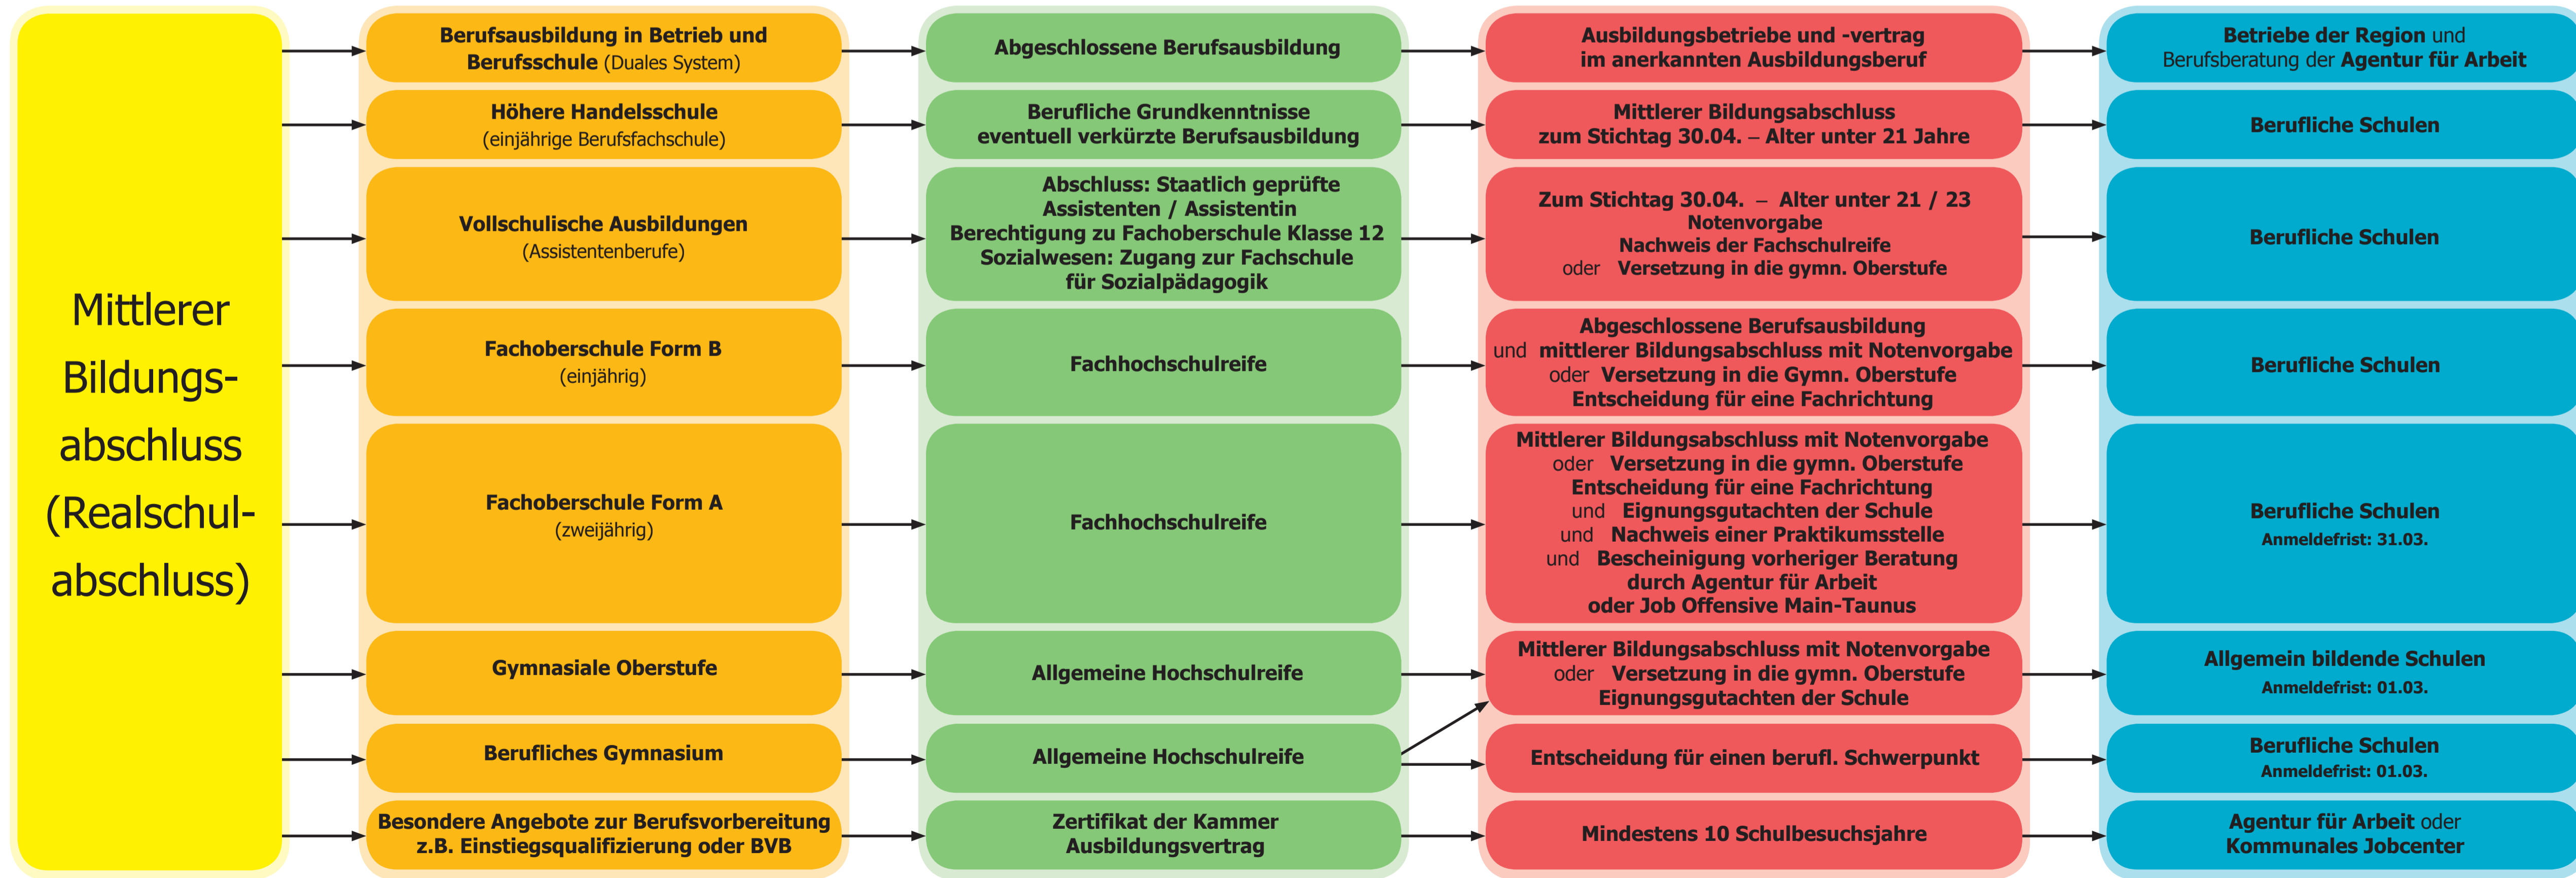 Mittlerer
Bildungs-
abschluss
(Realschul-
abschluss)
Berufsausbildung in Betrieb und
Berufsschule (Duales System)
Abgeschlossene Berufsausbildung
Ausbildungsbetriebe und -vertrag
im anerkannten Ausbildungsberuf
Betriebe der Region und
Berufsberatung der Agentur für Arbeit
Höhere Handelsschule
(einjährige Berufsfachschule)
Berufliche Grundkenntnisse
eventuell verkürzte Berufsausbildung
Mittlerer Bildungsabschluss
zum Stichtag 30.04. – Alter unter 21 Jahre
Berufliche Schulen
Vollschulische Ausbildungen
(Assistentenberufe)
Abschluss: Staatlich geprüfte
Assistenten / Assistentin
Berechtigung zu Fachoberschule Klasse 12
Sozialwesen: Zugang zur Fachschule
für Sozialpädagogik
Zum Stichtag 30.04. – Alter unter 21 / 23
Notenvorgabe
Nachweis der Fachschulreife
oder Versetzung in die gymn. Oberstufe
Berufliche Schulen
Fachoberschule Form B
(einjährig)
Fachhochschulreife
Abgeschlossene Berufsausbildung
und mittlerer Bildungsabschluss mit Notenvorgabe
oder Versetzung in die Gymn. Oberstufe
Entscheidung für eine Fachrichtung
Berufliche Schulen
Fachoberschule Form A
(zweijährig)
Fachhochschulreife
Mittlerer Bildungsabschluss mit Notenvorgabe
oder Versetzung in die gymn. Oberstufe
Entscheidung für eine Fachrichtung
und Eignungsgutachten der Schule
und Nachweis einer Praktikumsstelle
und Bescheinigung vorheriger Beratung
durch Agentur für Arbeit
oder Job Offensive Main-Taunus
Berufliche Schulen
Anmeldefrist: 31.03.
Gymnasiale Oberstufe
Allgemeine Hochschulreife
Mittlerer Bildungsabschluss mit Notenvorgabe
oder Versetzung in die gymn. Oberstufe
Eignungsgutachten der Schule
Allgemein bildende Schulen
Anmeldefrist: 01.03.
Berufliches Gymnasium
Allgemeine Hochschulreife
Entscheidung für einen berufl. Schwerpunkt
Berufliche Schulen
Anmeldefrist: 01.03.
Besondere Angebote zur Berufsvorbereitung
z.B. Einstiegsqualifizierung oder BVB
Zertifikat der Kammer
Ausbildungsvertrag
Mindestens 10 Schulbesuchsjahre
Agentur für Arbeit oder
Kommunales Jobcenter